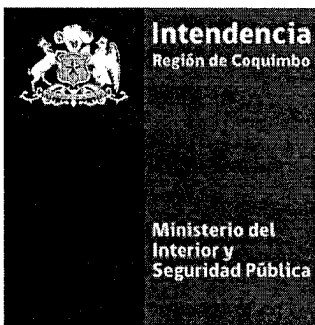 Intendencia
Región de Coquimbo
Ministerio del
Interior y
Seguridad Pública